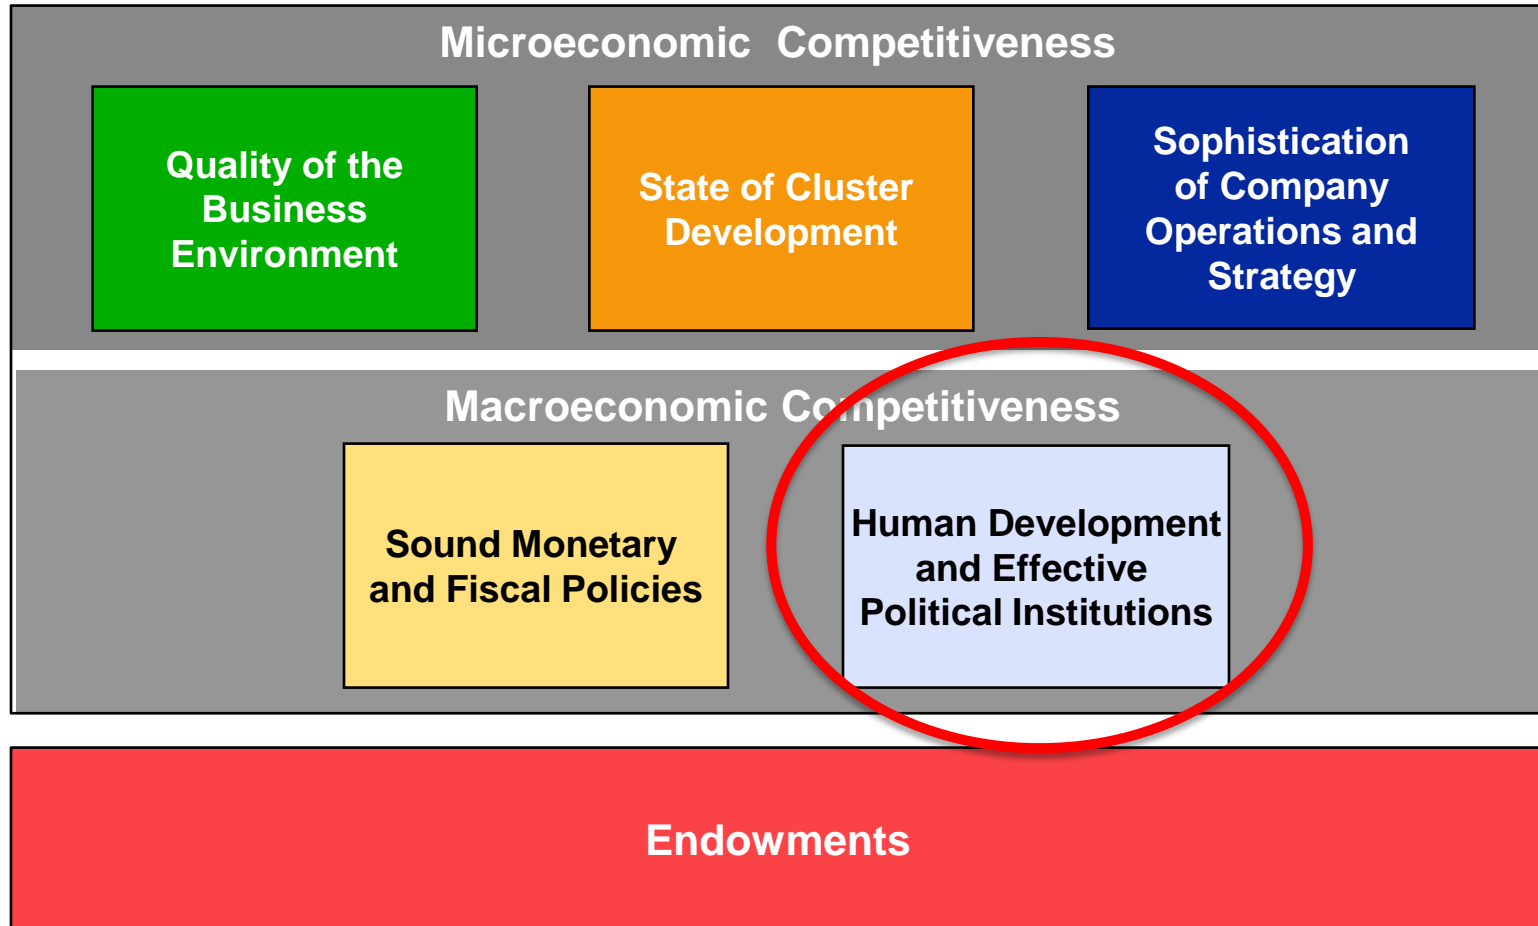 Microeconomic Competitiveness
Quality of the
Business
Environment
State of Cluster
Development
Sophistication
of Company
Operations and
Strategy
Macroeconomic Competitiveness
Sound Monetary
and Fiscal Policies
Human Development
and Effective
Political Institutions
Endowments